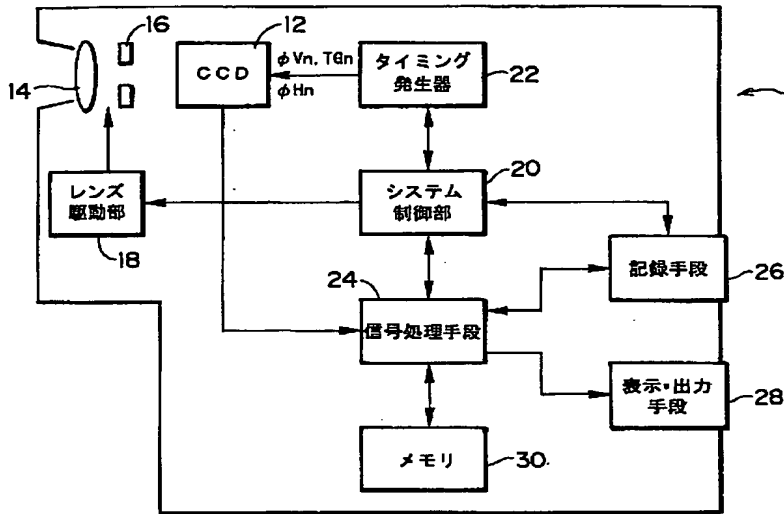 16
12
14
CCD
φVn, TGn
φHn
タイミング
発生器
22
レンズ
駆動部
18
システム
制御部
20
24
信号処理手段
記録手段
26
表示・出力
手段
28
メモリ
30